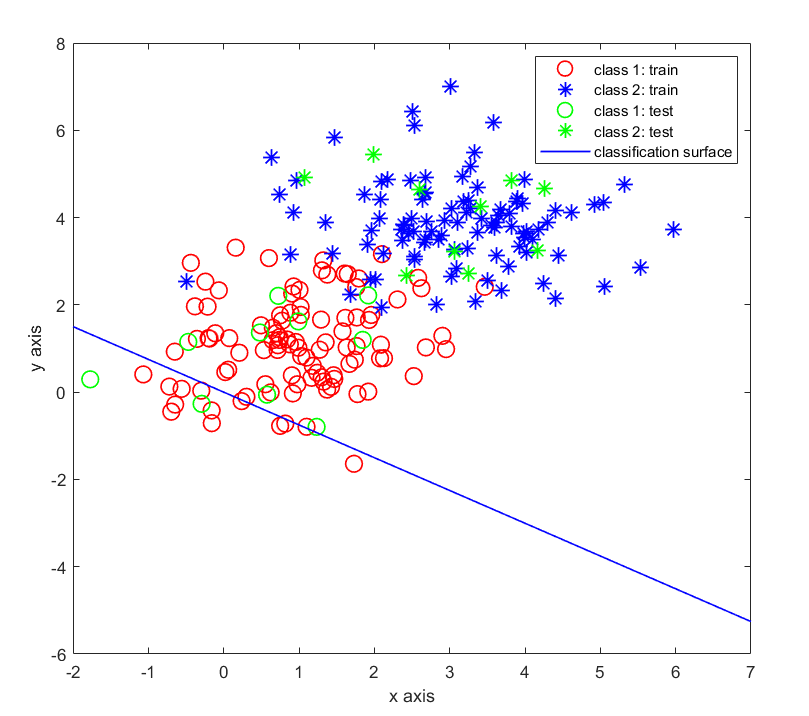 8
6
4
2
0
-2
-4
-6
y axis
class 1: train
class 2: train
class 1: test
class 2: test
classification surface
-2 -1 0 1 2 3 4 5 6 7
x axis